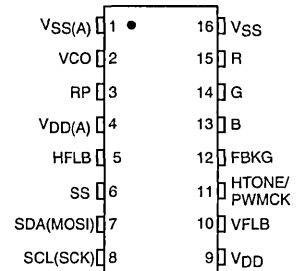 VSS(A) 1 16 VSS
VCO 2 15 R
RP 3 14 G
VDD(A) 4 13 B
HFLB 5 12 FBKG
SS 6 11 HTONE/
PWMCK
SDA(MOSI) 7 10 VFLB
SCL(SCK) 8 9 VDD